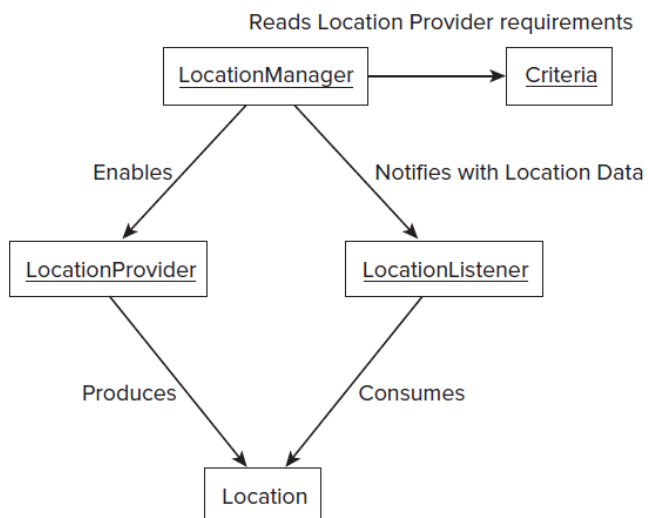 Reads Location Provider requirements
LocationManager
Criteria
Enables
Notifies with Location Data
LocationProvider
LocationListener
Produces
Consumes
Location